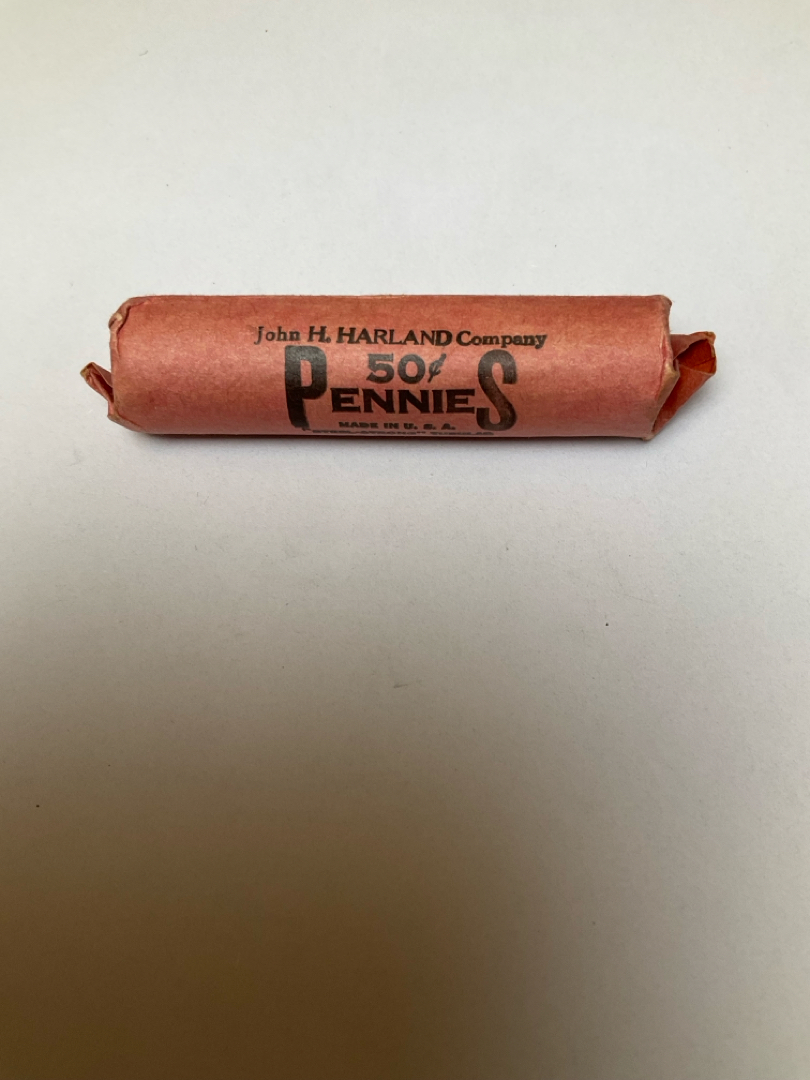 John H. HARLAND Company
50¢
PENNIES
MADE IN U. S. A.